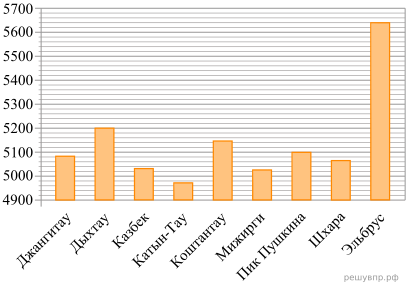 5700
5600
5500
5400
5300
5200
5100
5000
4900
Джангитау
Дыхтау
Казбек
Катын-Тау
Коштантау
Мижирги
Пик Пушкина
Шхара
Эльбрус
решувпр.рф